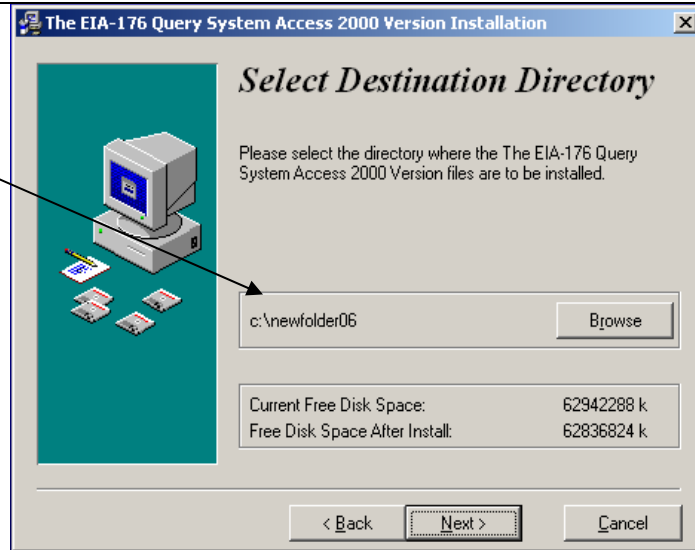 The EIA-176 Query System Access 2000 Version Installation
Select Destination Directory
Please select the directory where the The EIA-176 Query
System Access 2000 Version files are to be installed.
c:\newfolder06 Browse
Current Free Disk Space: 62942288 k
Free Disk Space After Install: 62836824 k
< Back Next > Cancel